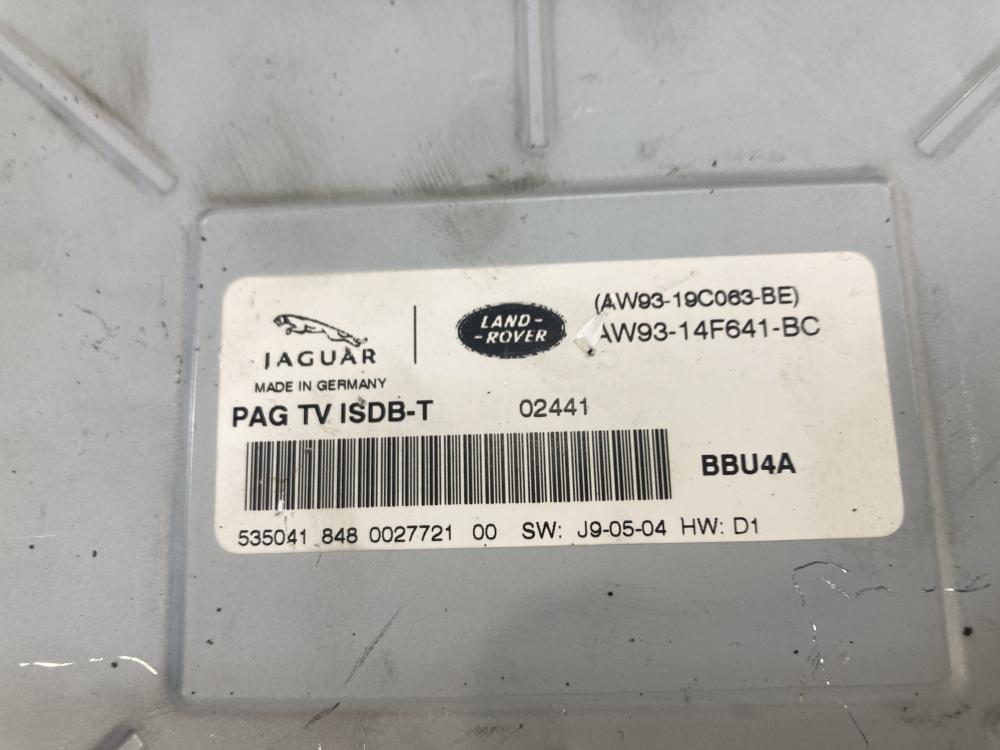 JAGUAR
LAND-
-ROVER
(AW93-19C063-BE)
AW93-14F641-BC
MADE IN GERMANY
PAG TV ISDB-T 02441
BBU4A
535041 848 0027721 00 SW: J9-05-04 HW: D1